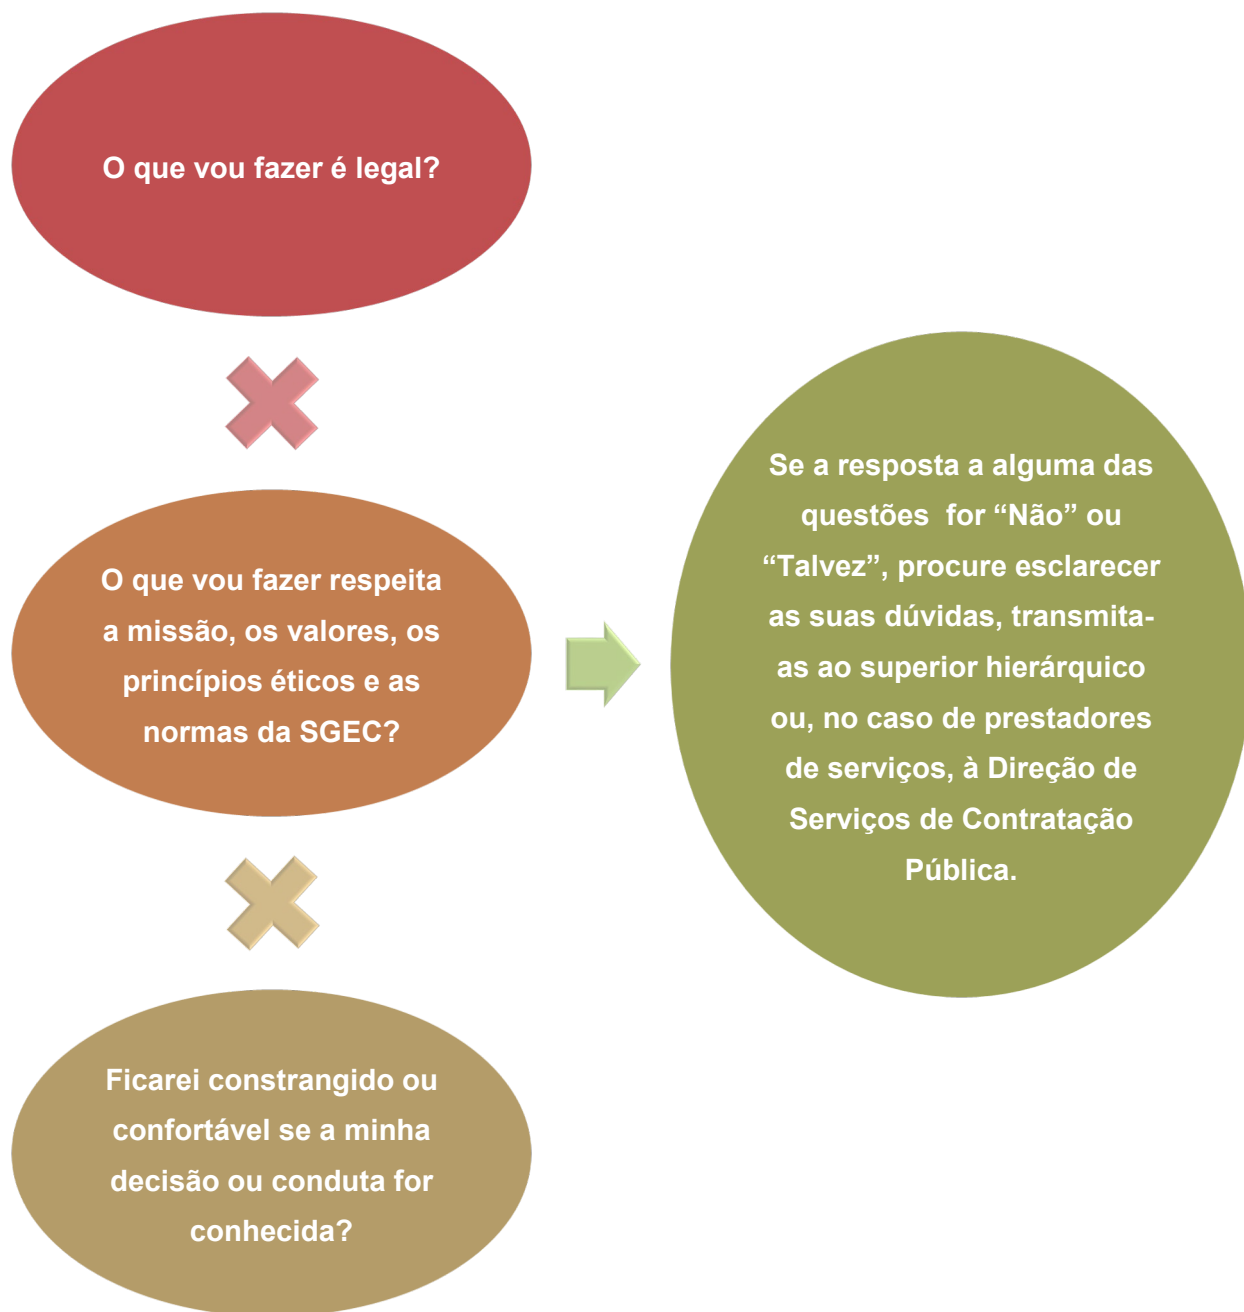 O que vou fazer é legal?
O que vou fazer respeita
a missão, os valores, os
princípios éticos e as
normas da SGEC?
Ficarei constrangido ou
confortável se a minha
decisão ou conduta for
conhecida?
Se a resposta a alguma das
questões for “Não” ou
“Talvez”, procure esclarecer
as suas dúvidas, transmita-
as ao superior hierárquico
ou, no caso de prestadores
de serviços, à Direção de
Serviços de Contratação
Pública.